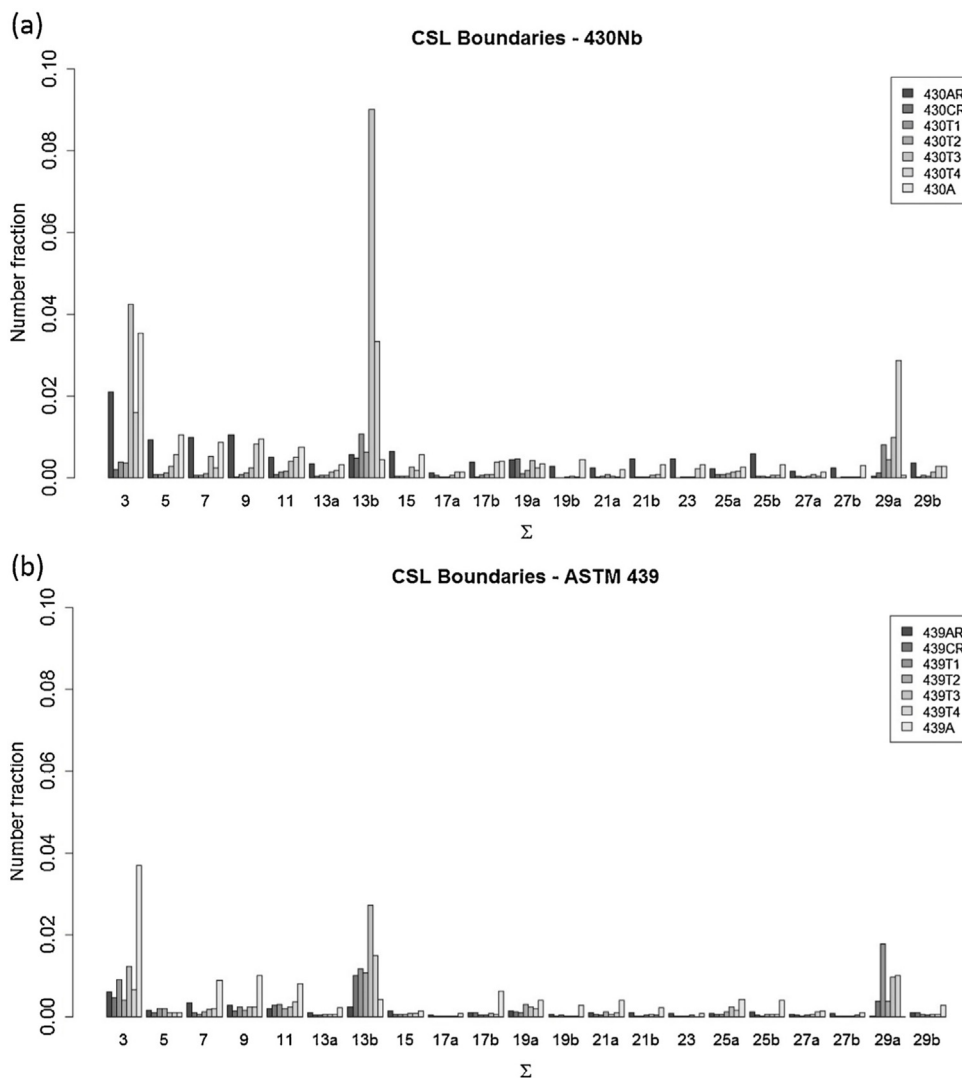 (a)
CSL Boundaries - 430Nb
Number fraction
0.10
0.08
0.06
0.04
0.02
0.00
430AR
430CR
430T1
430T2
430T3
430T4
430A
3 5 7 9 11 13a 13b 15 17a 17b 19a 19b 21a 21b 23 25a 25b 27a 27b 29a 29b
Σ
(b)
CSL Boundaries - ASTM 439
Number fraction
0.10
0.08
0.06
0.04
0.02
0.00
439AR
439CR
439T1
439T2
439T3
439T4
439A
3 5 7 9 11 13a 13b 15 17a 17b 19a 19b 21a 21b 23 25a 25b 27a 27b 29a 29b
Σ